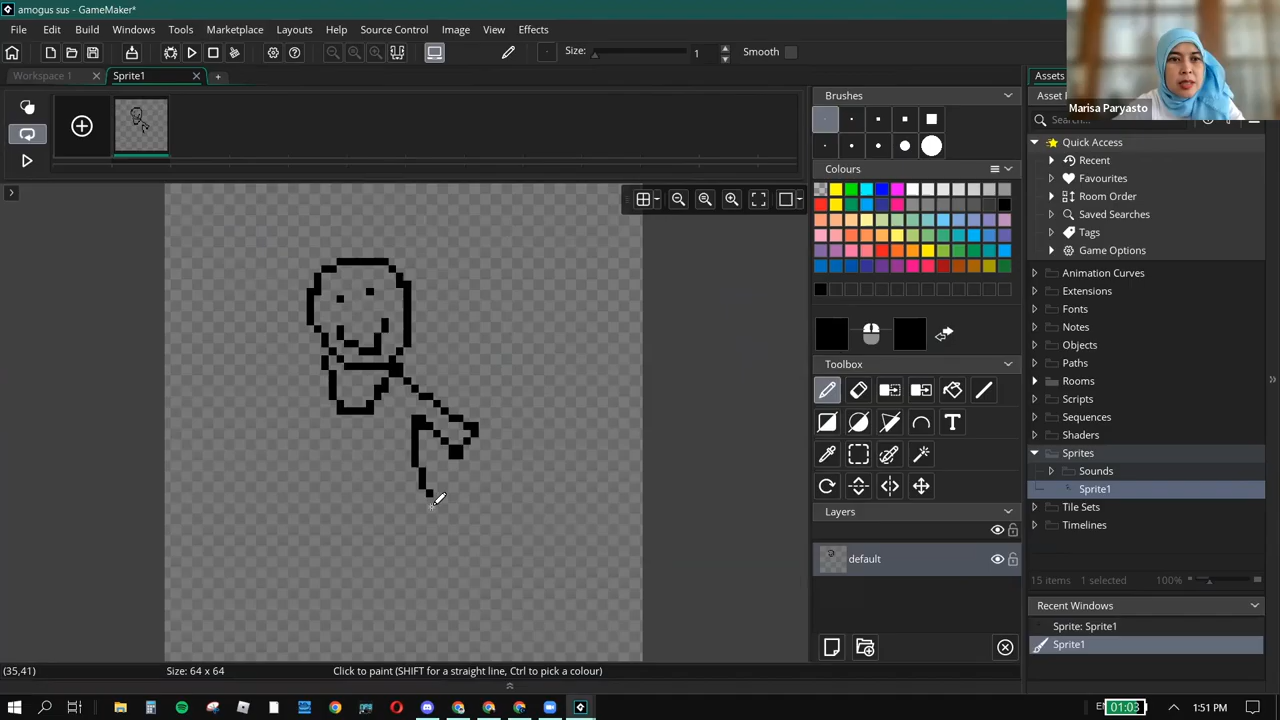 amogus sus - GameMaker*
File Edit Build Windows Tools Marketplace Layouts Help Source Control Image View Effects
Size: 1 Smooth
Workspace 1 Sprite1
Marisa Paryasto
Assets
Asset
Search...
Quick Access
Recent
Favourites
Room Order
Saved Searches
Tags
Game Options
Animation Curves
Extensions
Fonts
Notes
Objects
Paths
Rooms
Scripts
Sequences
Shaders
Sprites
Sounds
Sprite1
Tile Sets
Timelines
15 items 1 selected 100%
Recent Windows
Sprite: Sprite1
Sprite1
Brushes
Colours
Toolbox
T
Layers
default
(35,41) Size: 64 x 64 Click to paint (SHIFT for a straight line, Ctrl to pick a colour)
01:03
1:51 PM